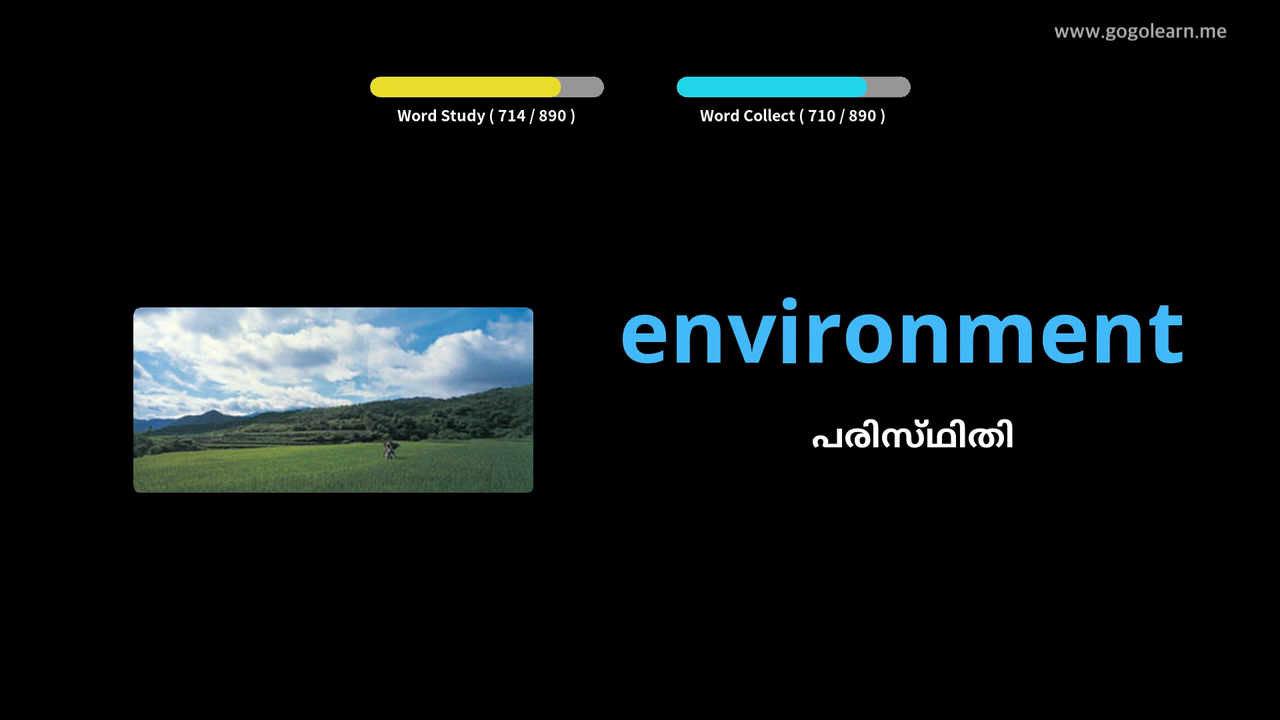 www.gogolearn.me
Word Study ( 714 / 890 )
Word Collect ( 710 / 890 )
environment
പരിസ്ഥിതി